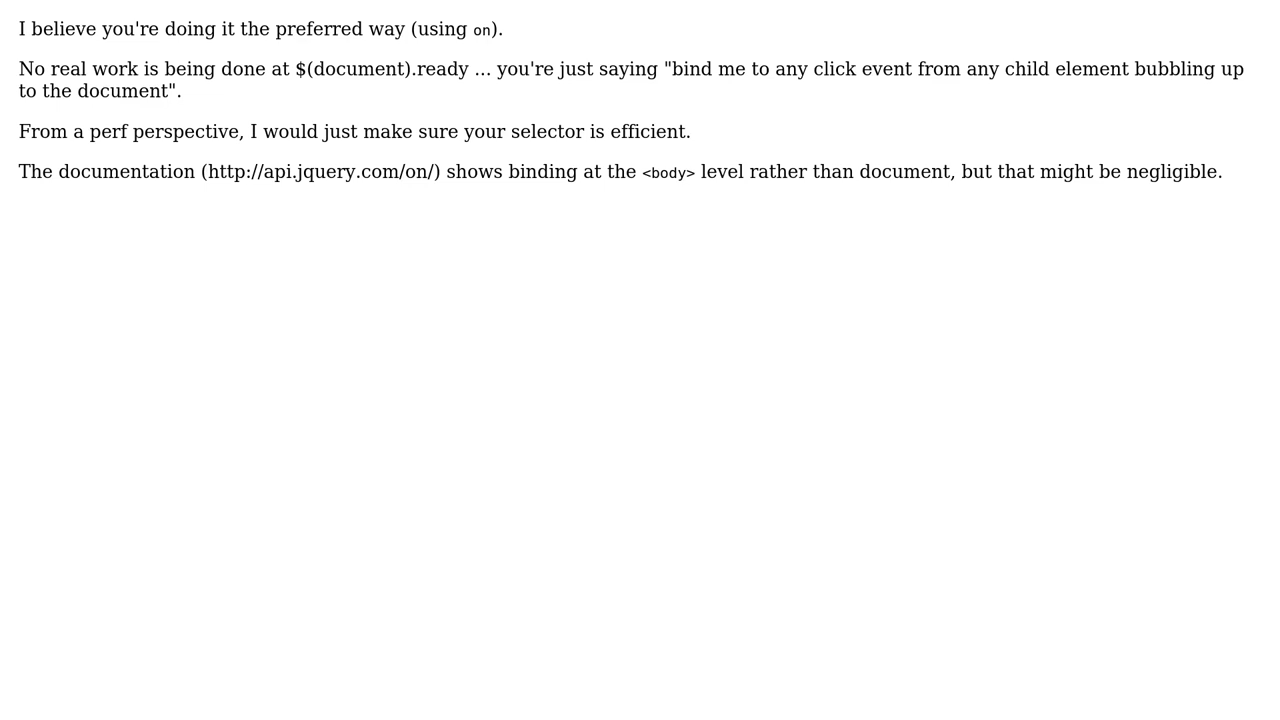 I believe you're doing it the preferred way (using on).
No real work is being done at $(document).ready ... you're just saying "bind me to any click event from any child element bubbling up
to the document".
From a perf perspective, I would just make sure your selector is efficient.
The documentation (http://api.jquery.com/on/) shows binding at the <body> level rather than document, but that might be negligible.